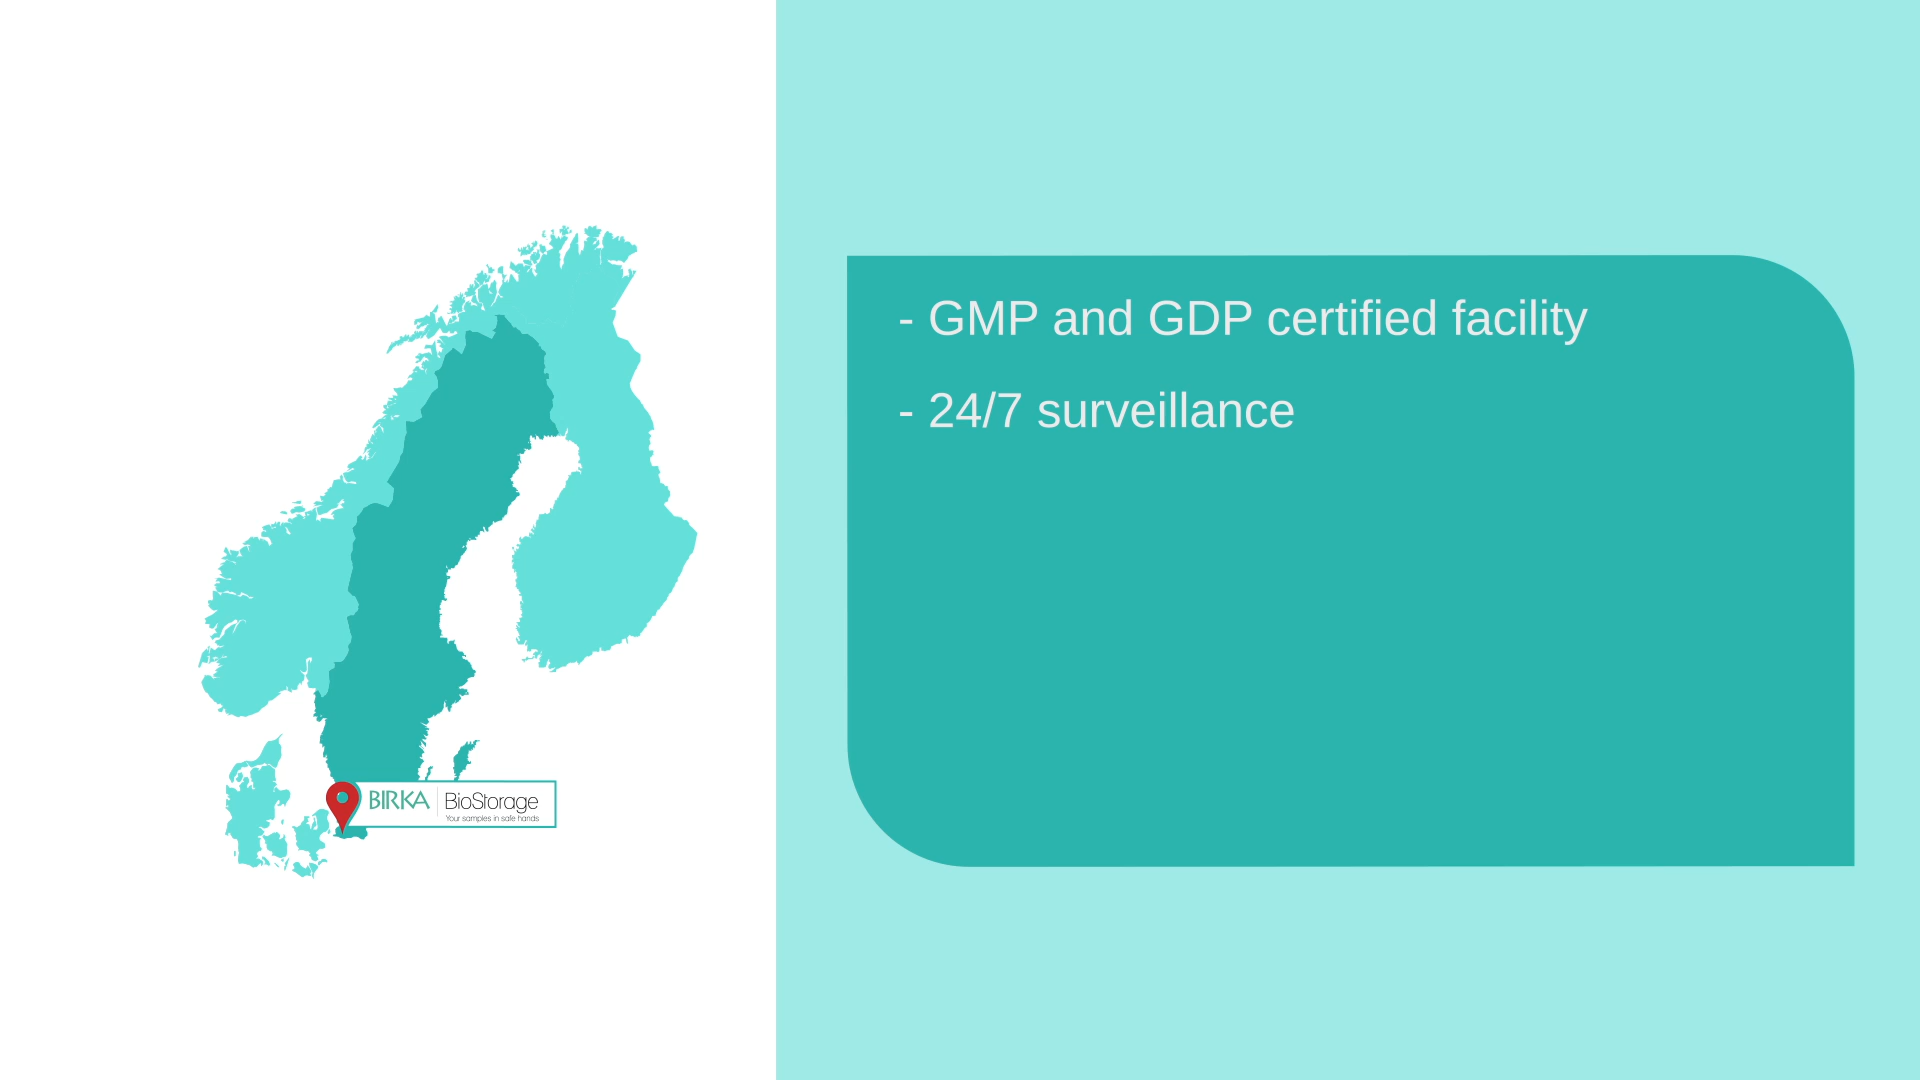 BIRKA
BioStorage
Your samples in safe hands
- GMP and GDP certified facility
- 24/7 surveillance